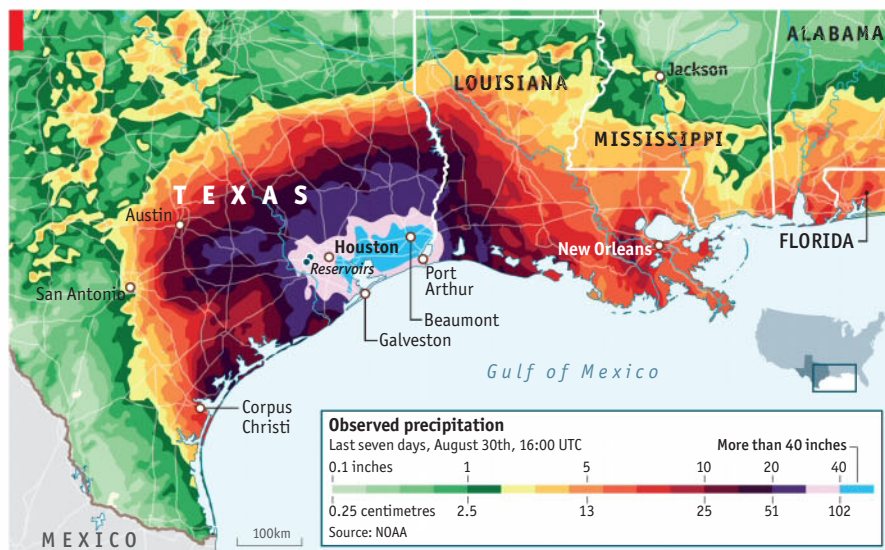 ALABAMA
Jackson
LOUISIANA
MISSISSIPPI
TEXAS
Austin
Houston
New Orleans
FLORIDA
Reservoirs
Port
Arthur
San Antonio
Beaumont
Galveston
Gulf of Mexico
Corpus
Christi
Observed precipitation
Last seven days, August 30th, 16:00 UTC
More than 40 inches
0.1 inches 1 5 10 20 40
0.25 centimetres 2.5 13 25 51 102
Source: NOAA
100km
MEXICO